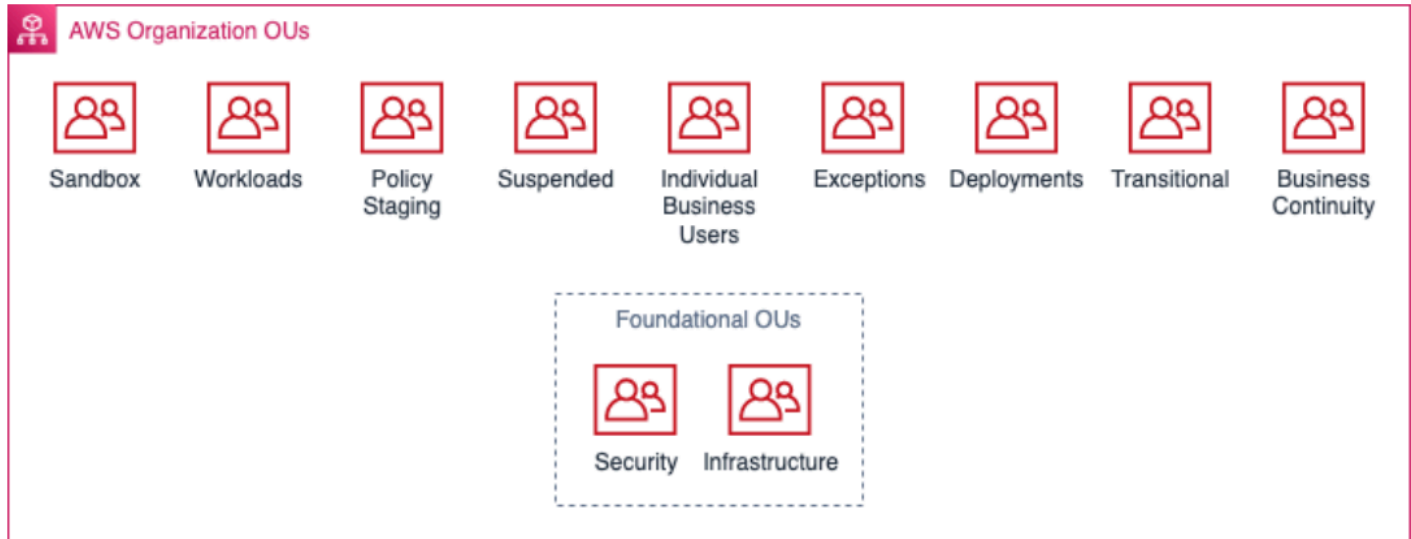 AWS Organization OUs
Sandbox
Workloads
Policy
Staging
Suspended
Individual
Business
Users
Exceptions
Deployments
Transitional
Business
Continuity
Foundational OUs
Security
Infrastructure